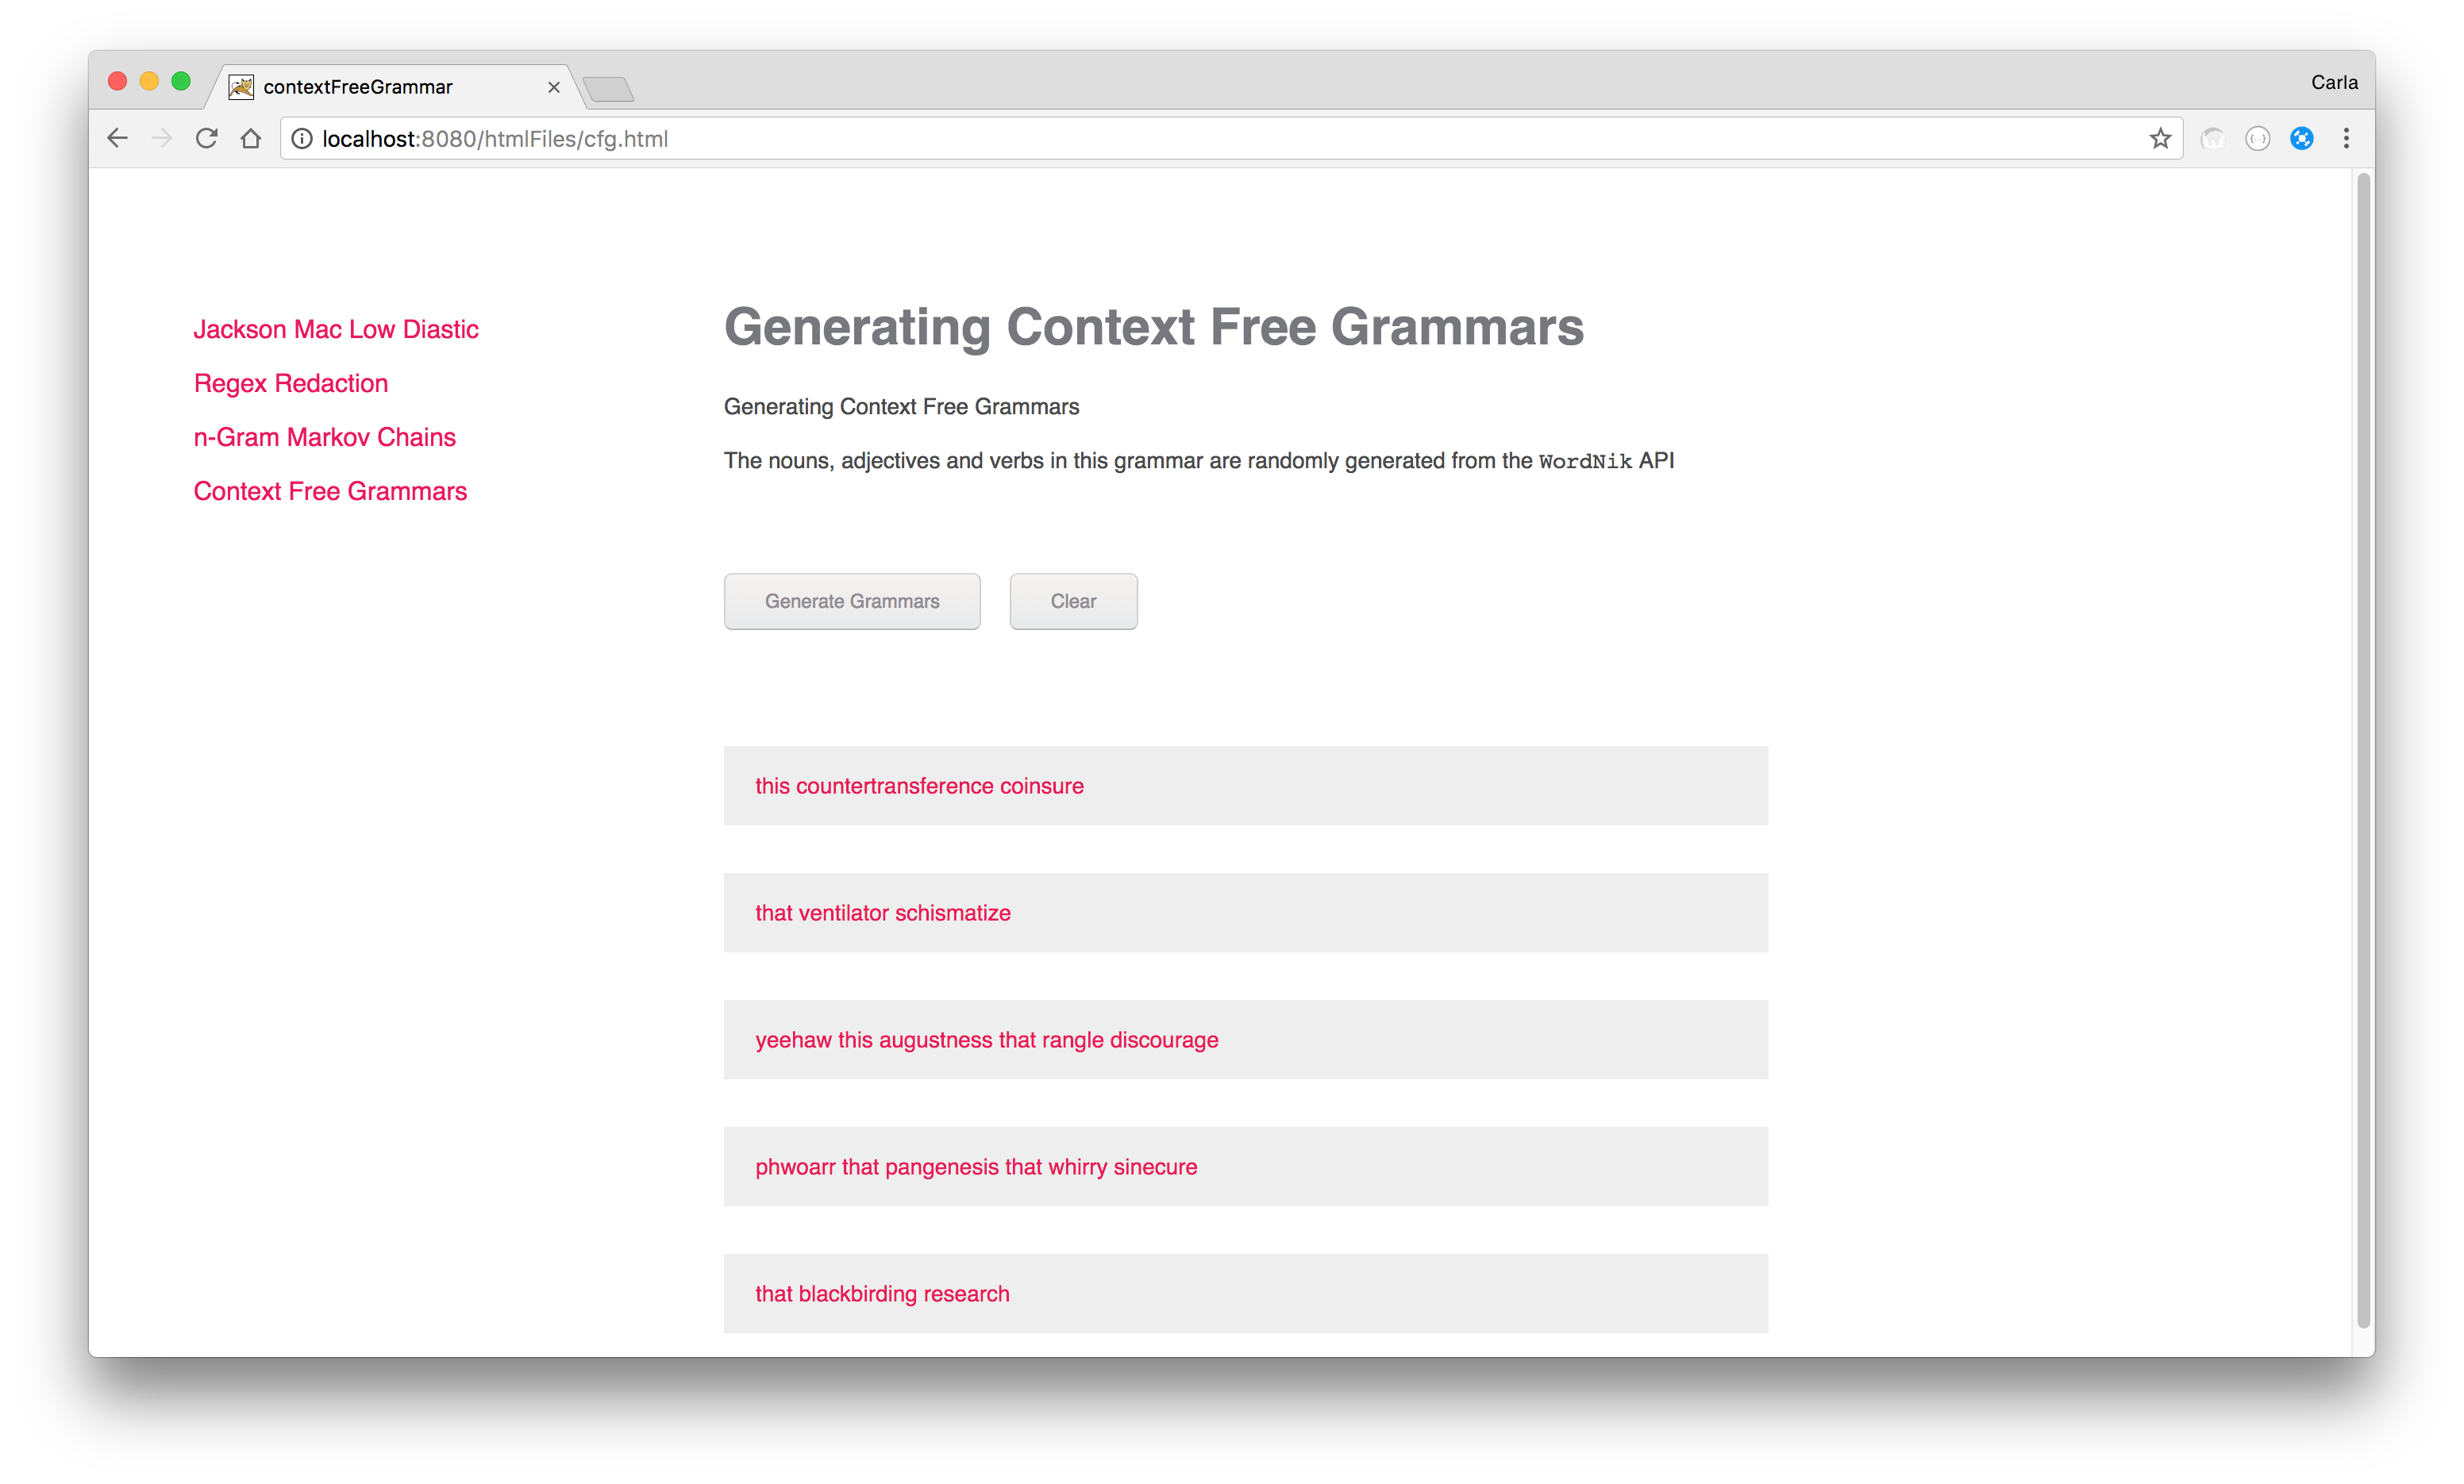 contextFreeGrammar
Carla
localhost:8080/htmlFiles/cfg.html
Jackson Mac Low Diastic
Regex Redaction
n-Gram Markov Chains
Context Free Grammars
Generating Context Free Grammars
Generating Context Free Grammars
The nouns, adjectives and verbs in this grammar are randomly generated from the WordNik API
Generate Grammars
Clear
this countertransference coinsure
that ventilator schismatize
yeehaw this augustness that rangle discourage
phwoarr that pangenesis that whirry sinecure
that blackbirding research